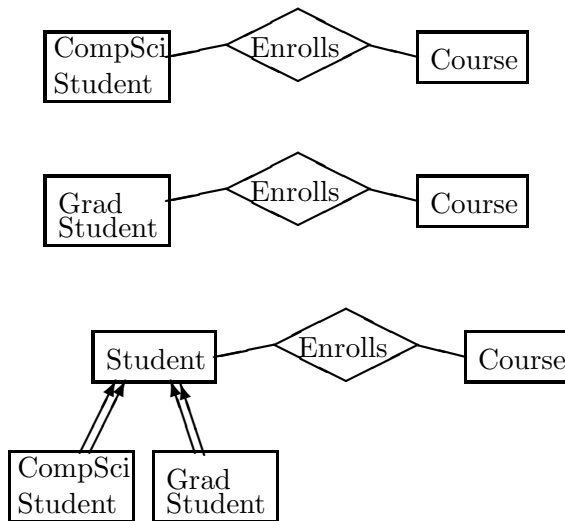 CompSci
Student
Enrolls
Course
Grad
Student
Enrolls
Course
Student
Enrolls
Course
CompSci
Student
Grad
Student